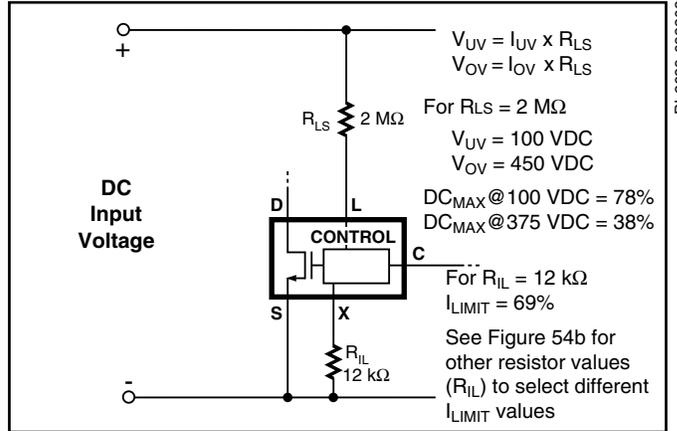 +
V_UV = I_UV x R_LS
V_OV = I_OV x R_LS
R_LS 2 MΩ
For RLS = 2 MΩ
V_UV = 100 VDC
V_OV = 450 VDC
DC_MAX@100 VDC = 78%
DC_MAX@375 VDC = 38%
DC
Input
Voltage
D
L
CONTROL
C
S
X
For R_IL = 12 kΩ
I_LIMIT = 69%
R_IL
12 kΩ
See Figure 54b for
other resistor values
(R_IL) to select different
I_LIMIT values
-